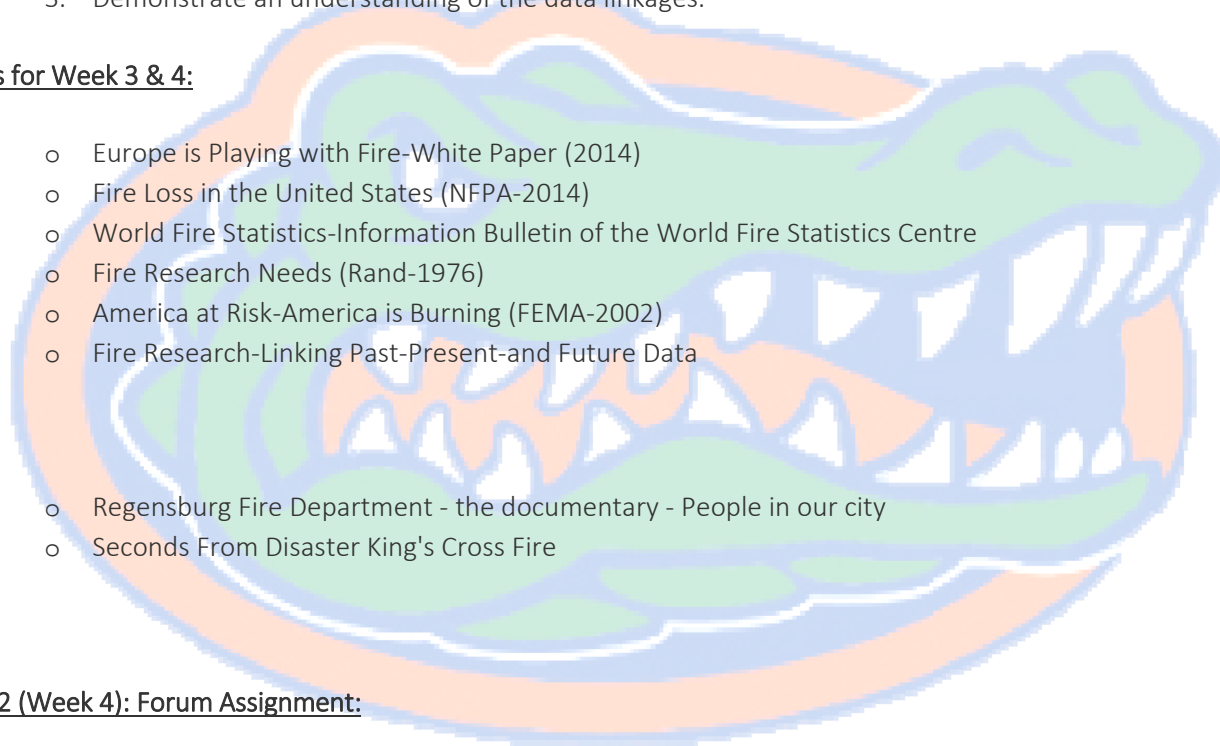 3. Demonstrate an understanding of the data linkages.
s for Week 3 & 4:
o Europe is Playing with Fire-White Paper (2014)
o Fire Loss in the United States (NFPA-2014)
o World Fire Statistics-Information Bulletin of the World Fire Statistics Centre
o Fire Research Needs (Rand-1976)
o America at Risk-America is Burning (FEMA-2002)
o Fire Research-Linking Past-Present-and Future Data
o Regensburg Fire Department - the documentary - People in our city
o Seconds From Disaster King's Cross Fire
2 (Week 4): Forum Assignment: